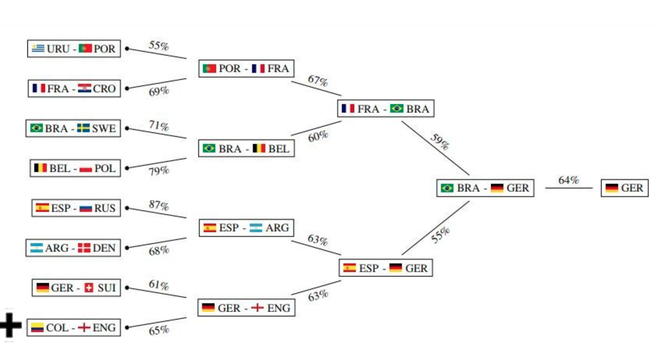 URU - POR
55%
FRA - CRO
69%
POR - FRA
67%
BRA - SWE
71%
BEL - POL
79%
BRA - BEL
60%
FRA - BRA
59%
ESP - RUS
87%
ARG - DEN
68%
ESP - ARG
63%
GER - SUI
61%
COL - ENG
65%
GER - ENG
63%
ESP - GER
55%
BRA - GER
64%
GER